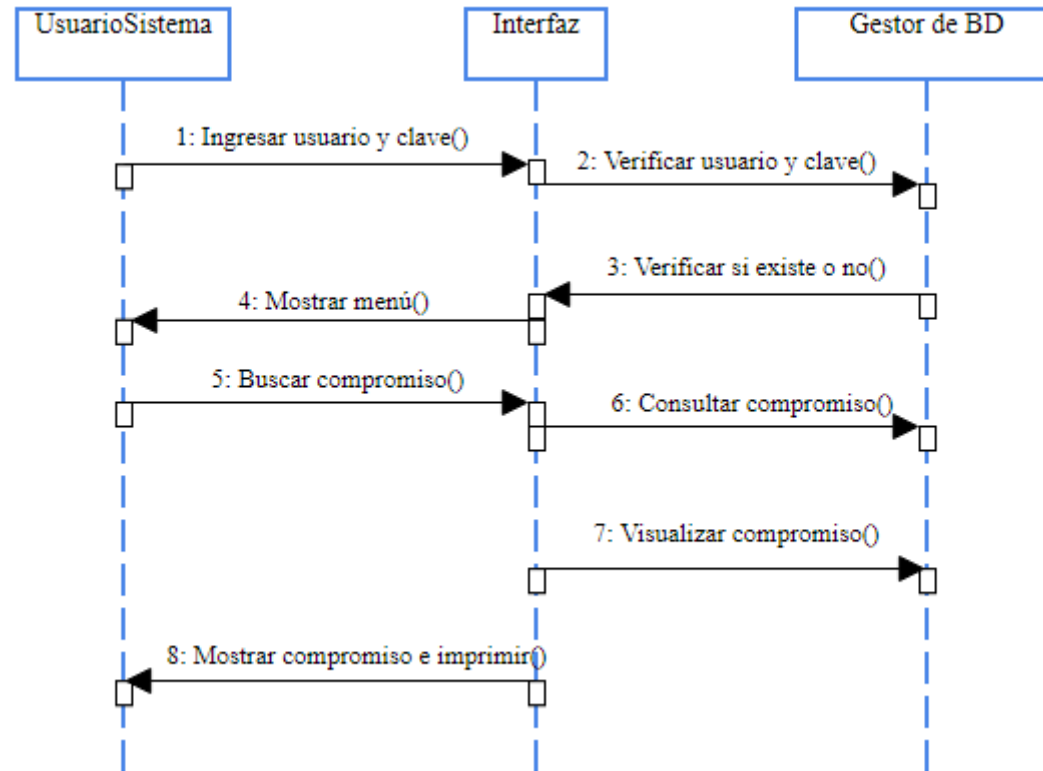 UsuarioSistema
Interfaz
Gestor de BD
1: Ingresar usuario y clave()
2: Verificar usuario y clave()
3: Verificar si existe o no()
4: Mostrar menú()
5: Buscar compromiso()
6: Consultar compromiso()
7: Visualizar compromiso()
8: Mostrar compromiso e imprimir()